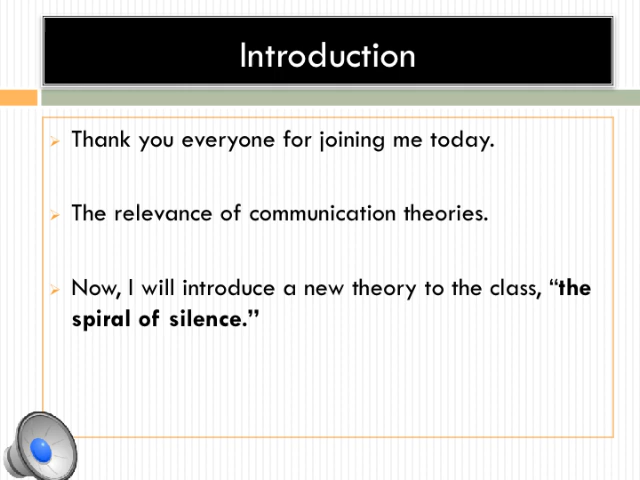 Introduction
Thank you everyone for joining me today.
The relevance of communication theories.
Now, I will introduce a new theory to the class, “the
spiral of silence.”